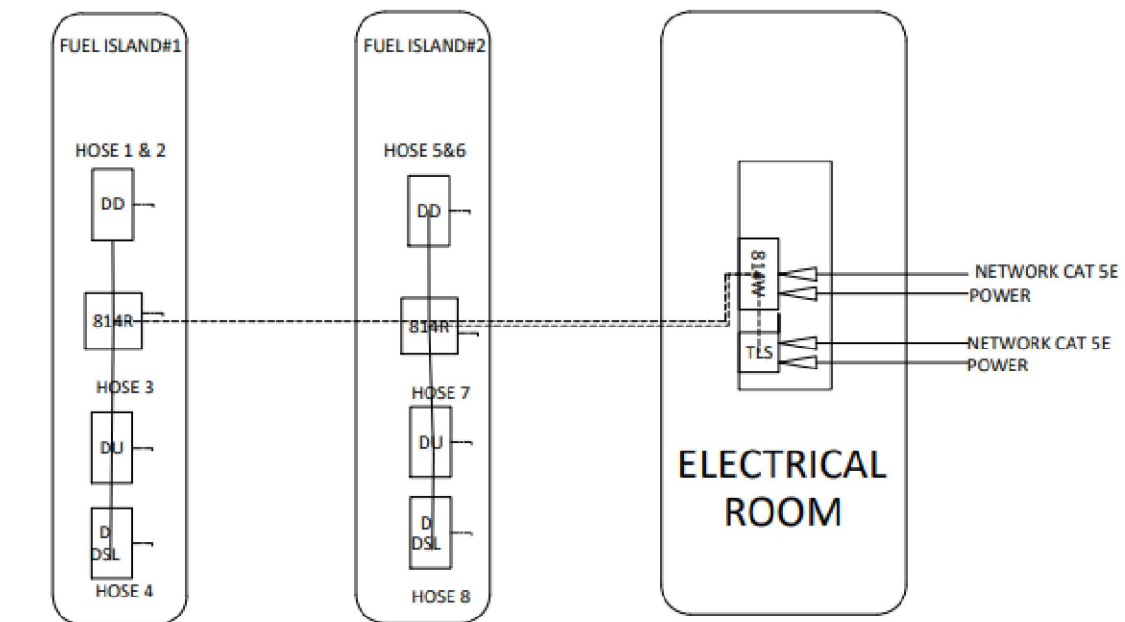 FUEL ISLAND#1
HOSE 1 & 2
DD
814R
HOSE 3
DU
D
DSL
HOSE 4
FUEL ISLAND#2
HOSE 5&6
DD
814R
HOSE 7
DU
D
DSL
HOSE 8
814W
TLS
NETWORK CAT 5E
POWER
NETWORK CAT 5E
POWER
ELECTRICAL
ROOM